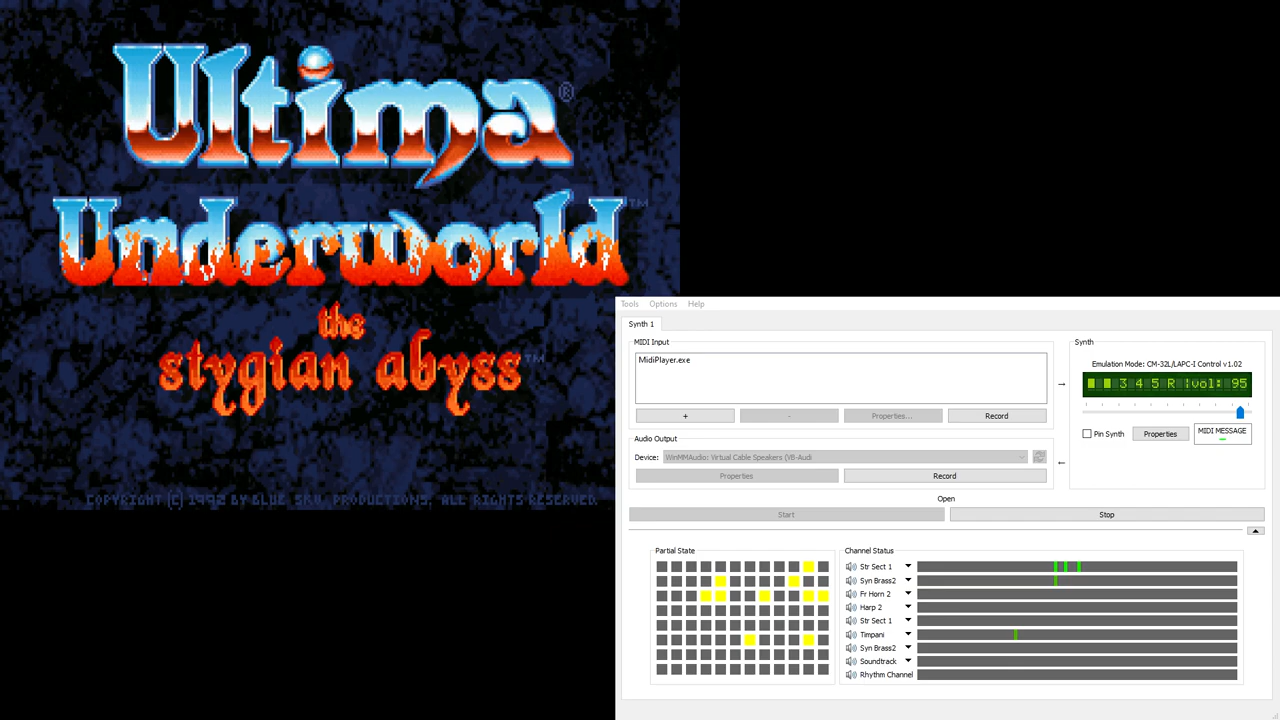 Ultima®
Underworld™
the
stygian abyss™
COPYRIGHT (C) 1992 BY BLUE SKY PRODUCTIONS. ALL RIGHTS RESERVED.
Tools Options Help
Synth 1
MIDI Input
MidiPlayer.exe
+ - Properties... Record
Audio Output
Device: WinMMAudio: Virtual Cable Speakers (VB-Audi
Properties Record
Synth
Emulation Mode: CM-32L/LAPC-I Control v1.02
3 4 5 R |vol: 95
Pin Synth Properties MIDI MESSAGE
Open
Start Stop
Partial State
Channel Status
Str Sect 1
Syn Brass2
Fr Horn 2
Harp 2
Str Sect 1
Timpani
Syn Brass2
Soundtrack
Rhythm Channel